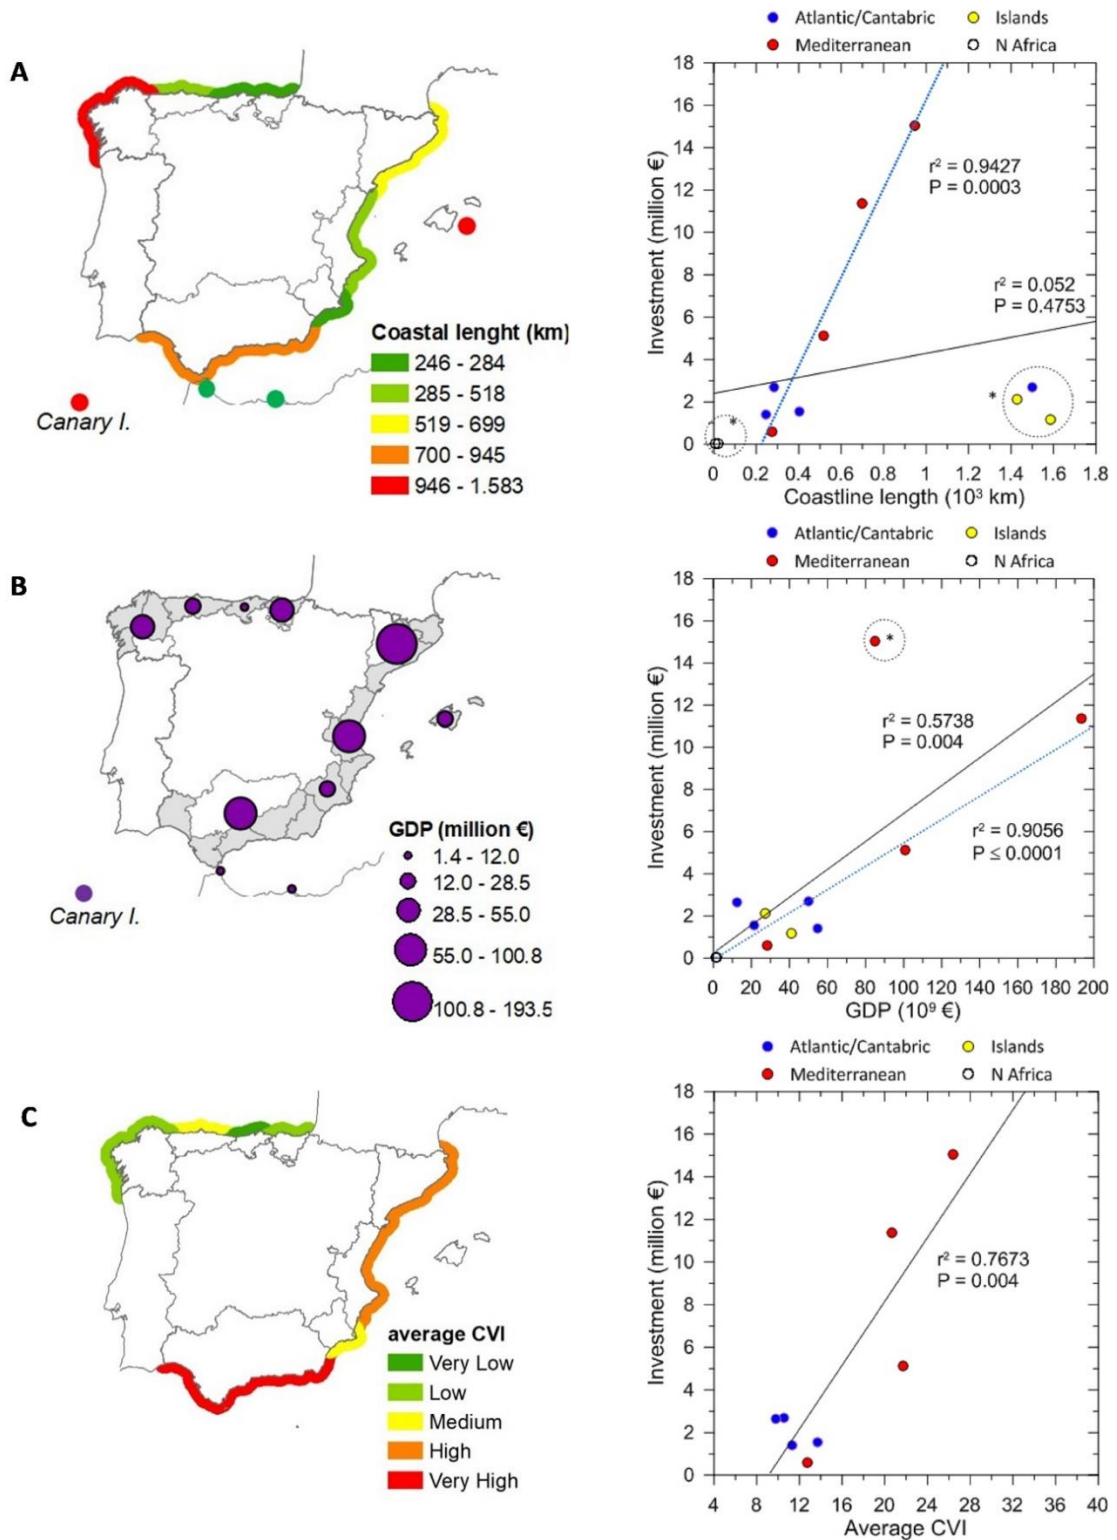 A
Coastal lenght (km)
246 - 284
285 - 518
519 - 699
700 - 945
946 - 1.583
Canary I.
Atlantic/Cantabric
Islands
Mediterranean
N Africa
18
16
14
12
10
8
6
4
2
0
Investment (million €)
r² = 0.9427
P = 0.0003
r² = 0.052
P = 0.4753
*
*
0 0.2 0.4 0.6 0.8 1 1.2 1.4 1.6 1.8
Coastline length (10³ km)
B
GDP (million €)
1.4 - 12.0
12.0 - 28.5
28.5 - 55.0
55.0 - 100.8
100.8 - 193.5
Canary I.
Atlantic/Cantabric
Islands
Mediterranean
N Africa
18
16
14
12
10
8
6
4
2
0
Investment (million €)
*
r² = 0.5738
P = 0.004
r² = 0.9056
P ≤ 0.0001
0 20 40 60 80 100 120 140 160 180 200
GDP (10⁹ €)
C
average CVI
Very Low
Low
Medium
High
Very High
Atlantic/Cantabric
Islands
Mediterranean
N Africa
18
16
14
12
10
8
6
4
2
0
Investment (million €)
r² = 0.7673
P = 0.004
4 8 12 16 20 24 28 32 36 40
Average CVI